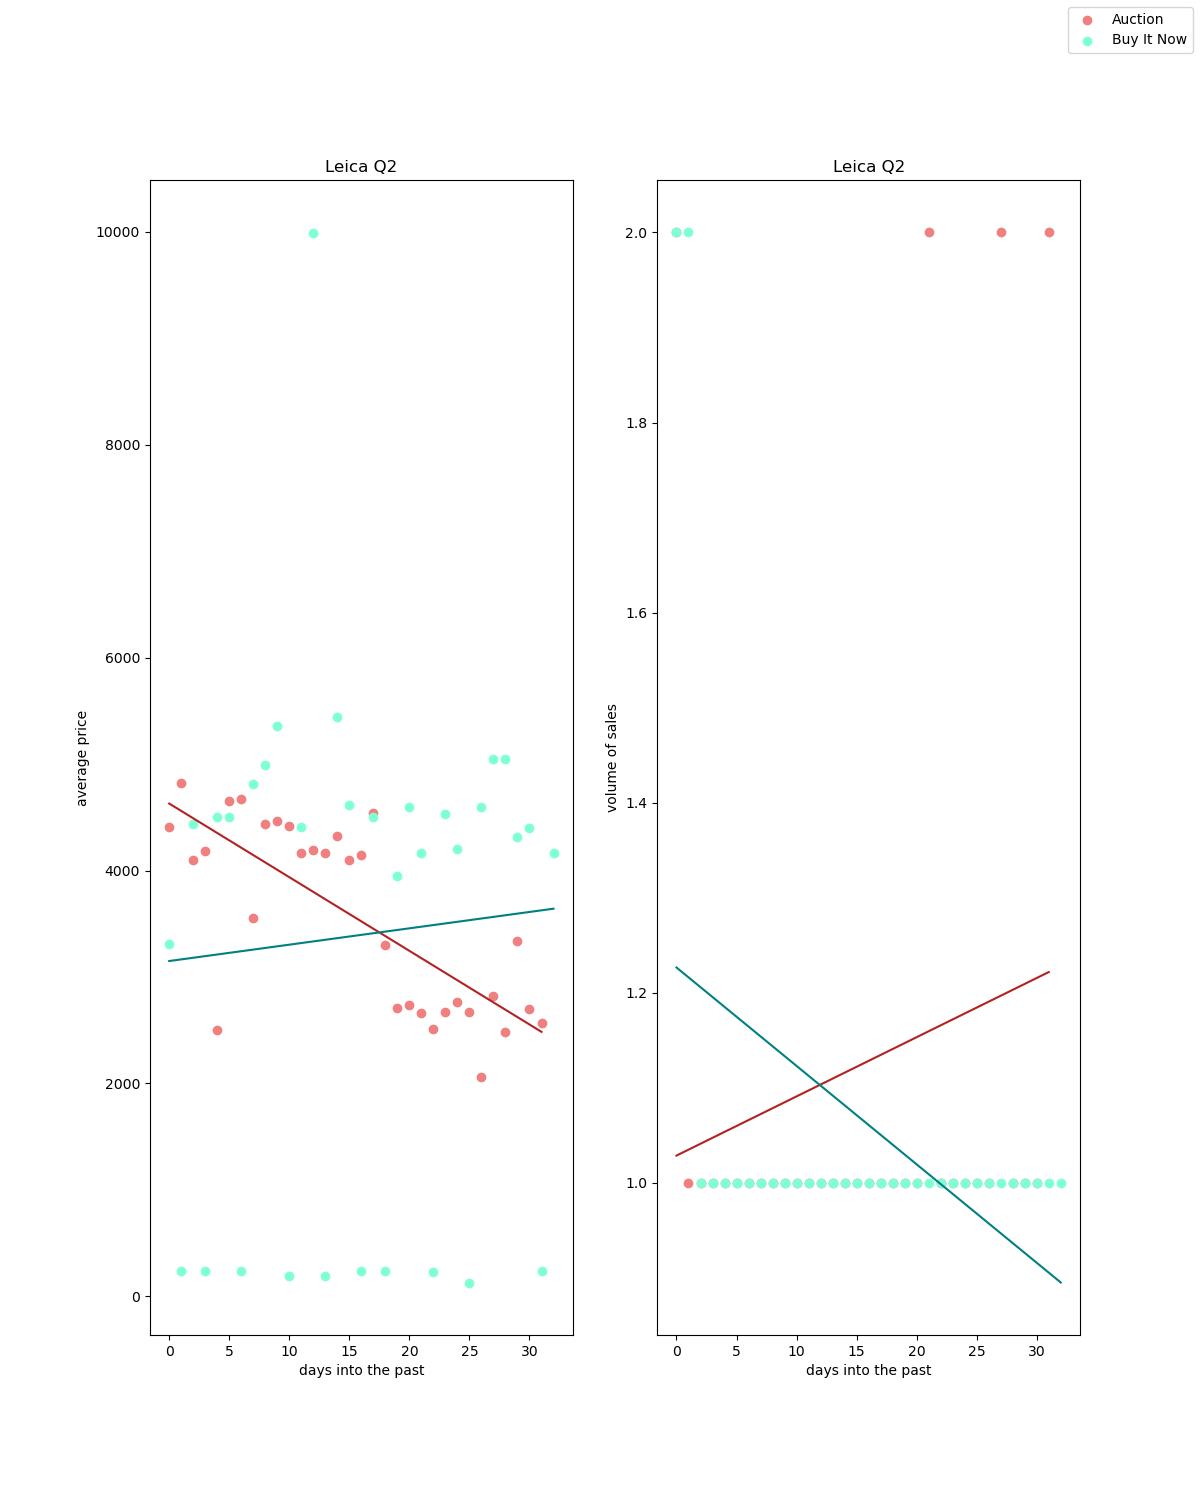 Auction
Buy It Now
Leica Q2
10000
8000
6000
4000
2000
0
average price
0 5 10 15 20 25 30
days into the past
Leica Q2
2.0
1.8
1.6
1.4
1.2
1.0
volume of sales
0 5 10 15 20 25 30
days into the past